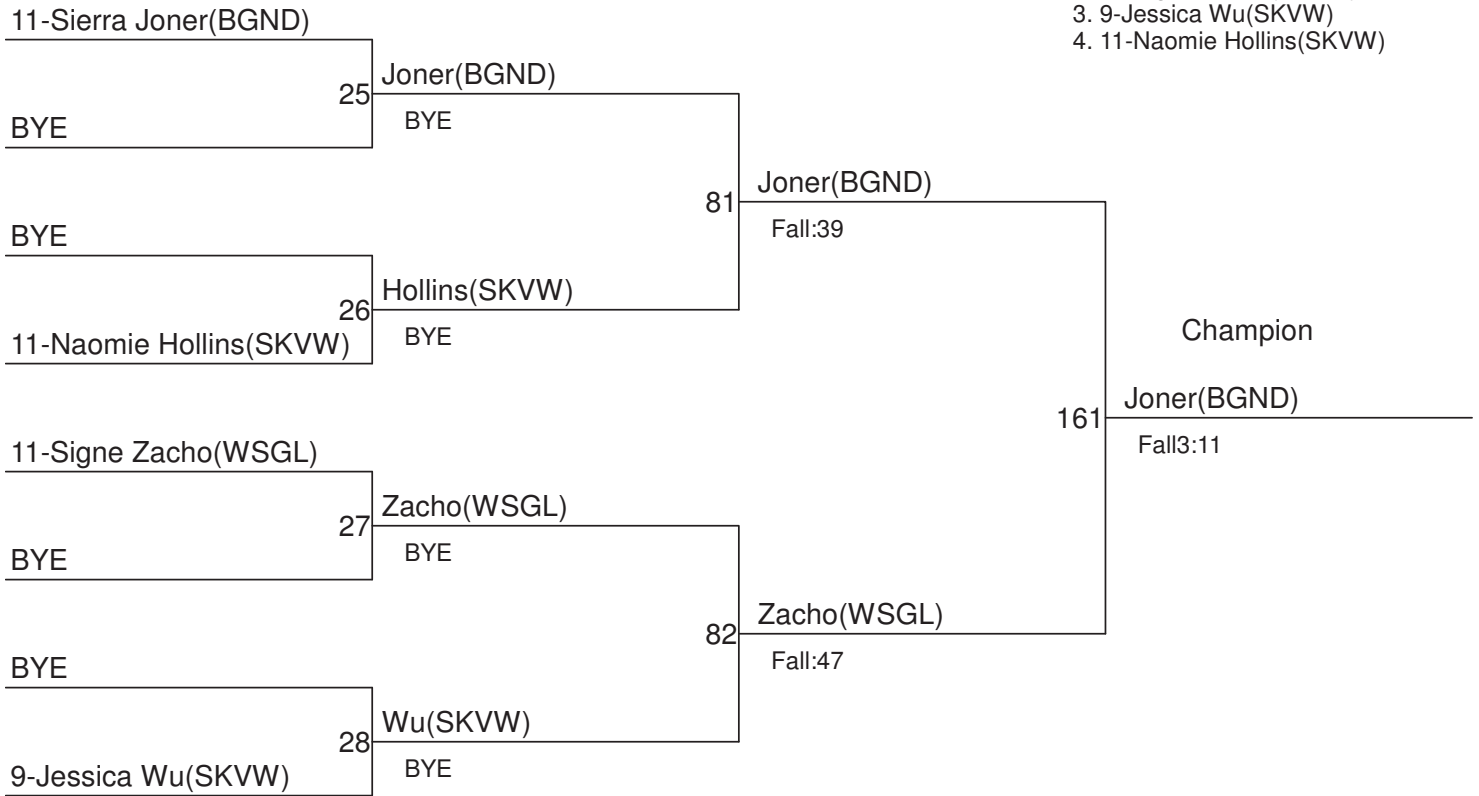 11-Sierra Joner(BGND)
3. 9-Jessica Wu(SKVW)
4. 11-Naomie Hollins(SKVW)
25
Joner(BGND)
BYE
BYE
81
Joner(BGND)
Fall:39
BYE
26
Hollins(SKVW)
BYE
11-Naomie Hollins(SKVW)
Champion
161
Joner(BGND)
Fall3:11
11-Signe Zacho(WSGL)
27
Zacho(WSGL)
BYE
BYE
82
Zacho(WSGL)
Fall:47
BYE
28
Wu(SKVW)
BYE
9-Jessica Wu(SKVW)